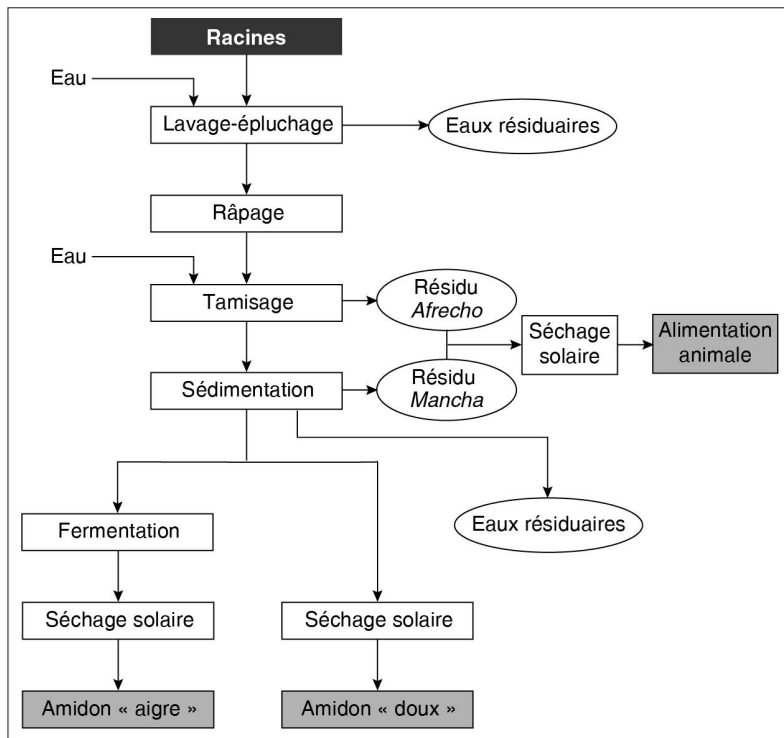 Racines
Eau
Lavage-épluchage
Eaux résiduaires
Râpage
Eau
Tamisage
Résidu
Afrecho
Séchage
solaire
Alimentation
animale
Sédimentation
Résidu
Mancha
Fermentation
Eaux résiduaires
Séchage solaire
Séchage solaire
Amidon « aigre »
Amidon « doux »